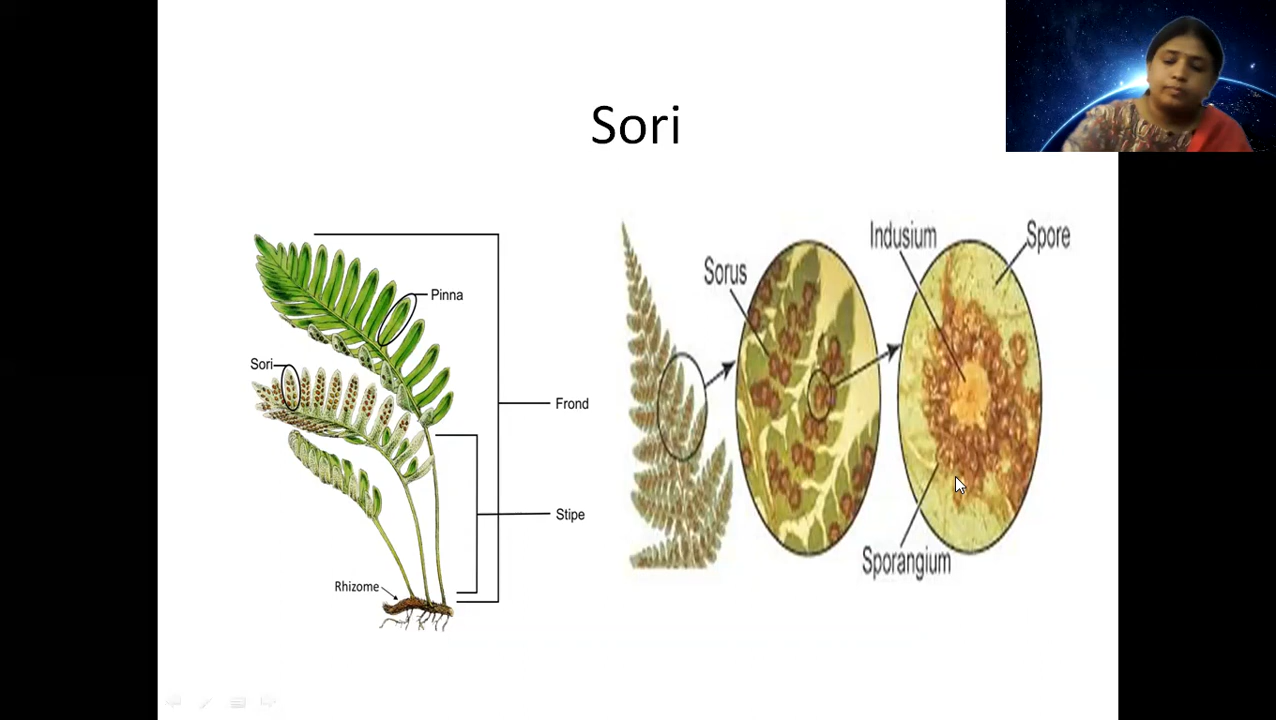 Sori
Pinna
Sori
Frond
Stipe
Rhizome
Indusium
Spore
Sorus
Sporangium